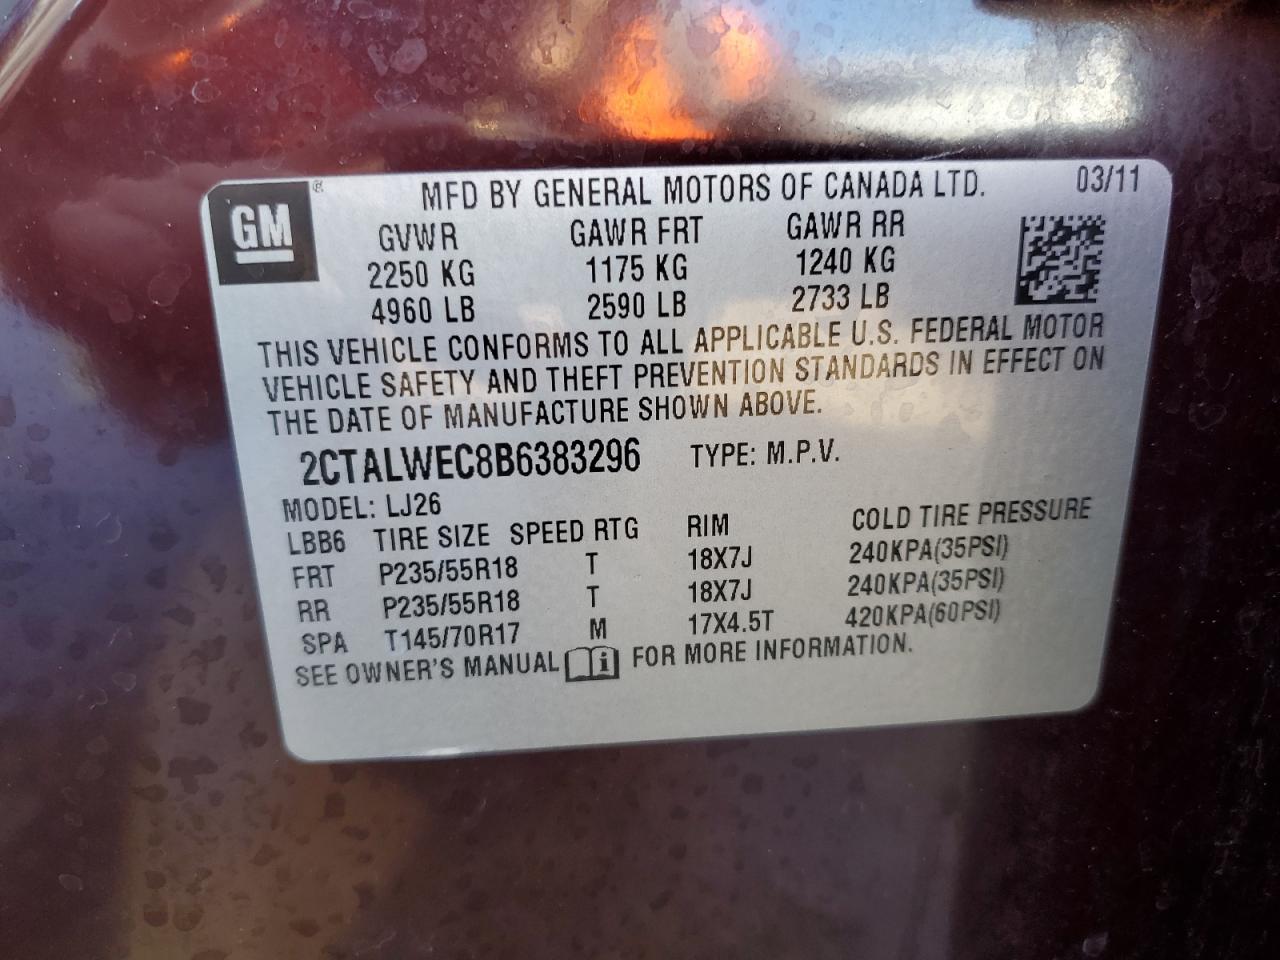 GM®
MFD BY GENERAL MOTORS OF CANADA LTD. 03/11
GVWR GAWR FRT GAWR RR
2250 KG 1175 KG 1240 KG
4960 LB 2590 LB 2733 LB
THIS VEHICLE CONFORMS TO ALL APPLICABLE U.S. FEDERAL MOTOR
VEHICLE SAFETY AND THEFT PREVENTION STANDARDS IN EFFECT ON
THE DATE OF MANUFACTURE SHOWN ABOVE.
2CTALWEC8B6383296 TYPE: M.P.V.
MODEL: LJ26
LBB6 TIRE SIZE SPEED RTG RIM COLD TIRE PRESSURE
FRT P235/55R18 T 18X7J 240KPA(35PSI)
RR P235/55R18 T 18X7J 240KPA(35PSI)
SPA T145/70R17 M 17X4.5T 420KPA(60PSI)
SEE OWNER'S MANUAL i FOR MORE INFORMATION.